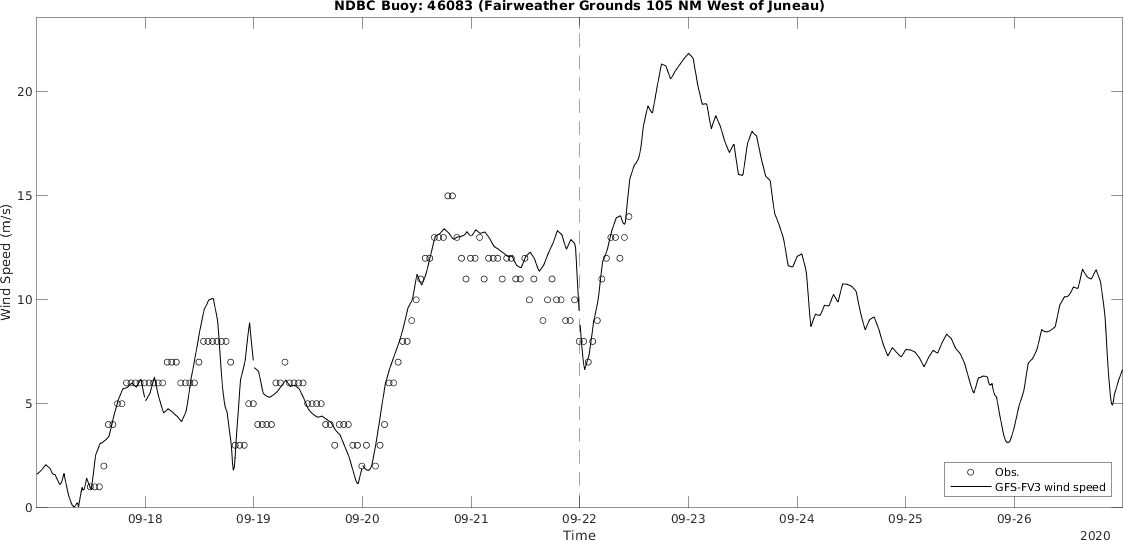 NDBC Buoy: 46083 (Fairweather Grounds 105 NM West of Juneau)
Wind Speed (m/s)
20
15
10
5
0
Obs.
GFS-FV3 wind speed
09-18 09-19 09-20 09-21 09-22 09-23 09-24 09-25 09-26
Time
2020